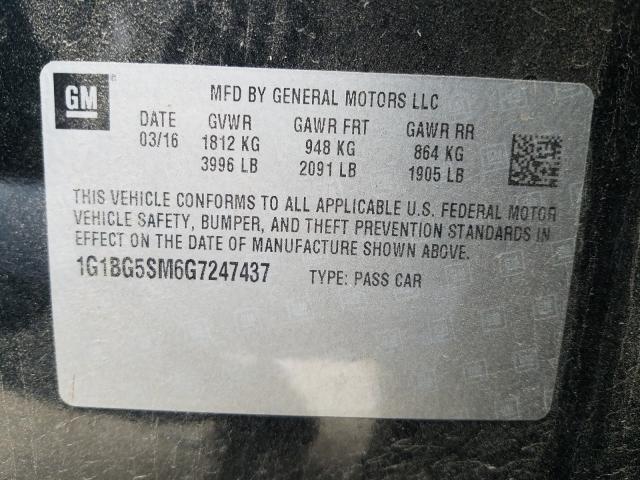 GM
MFD BY GENERAL MOTORS LLC
DATE GVWR GAWR FRT GAWR RR
03/16 1812 KG 948 KG 864 KG
3996 LB 2091 LB 1905 LB
THIS VEHICLE CONFORMS TO ALL APPLICABLE U.S. FEDERAL MOTOR
VEHICLE SAFETY, BUMPER, AND THEFT PREVENTION STANDARDS IN
EFFECT ON THE DATE OF MANUFACTURE SHOWN ABOVE.
1G1BG5SM6G7247437 TYPE: PASS CAR